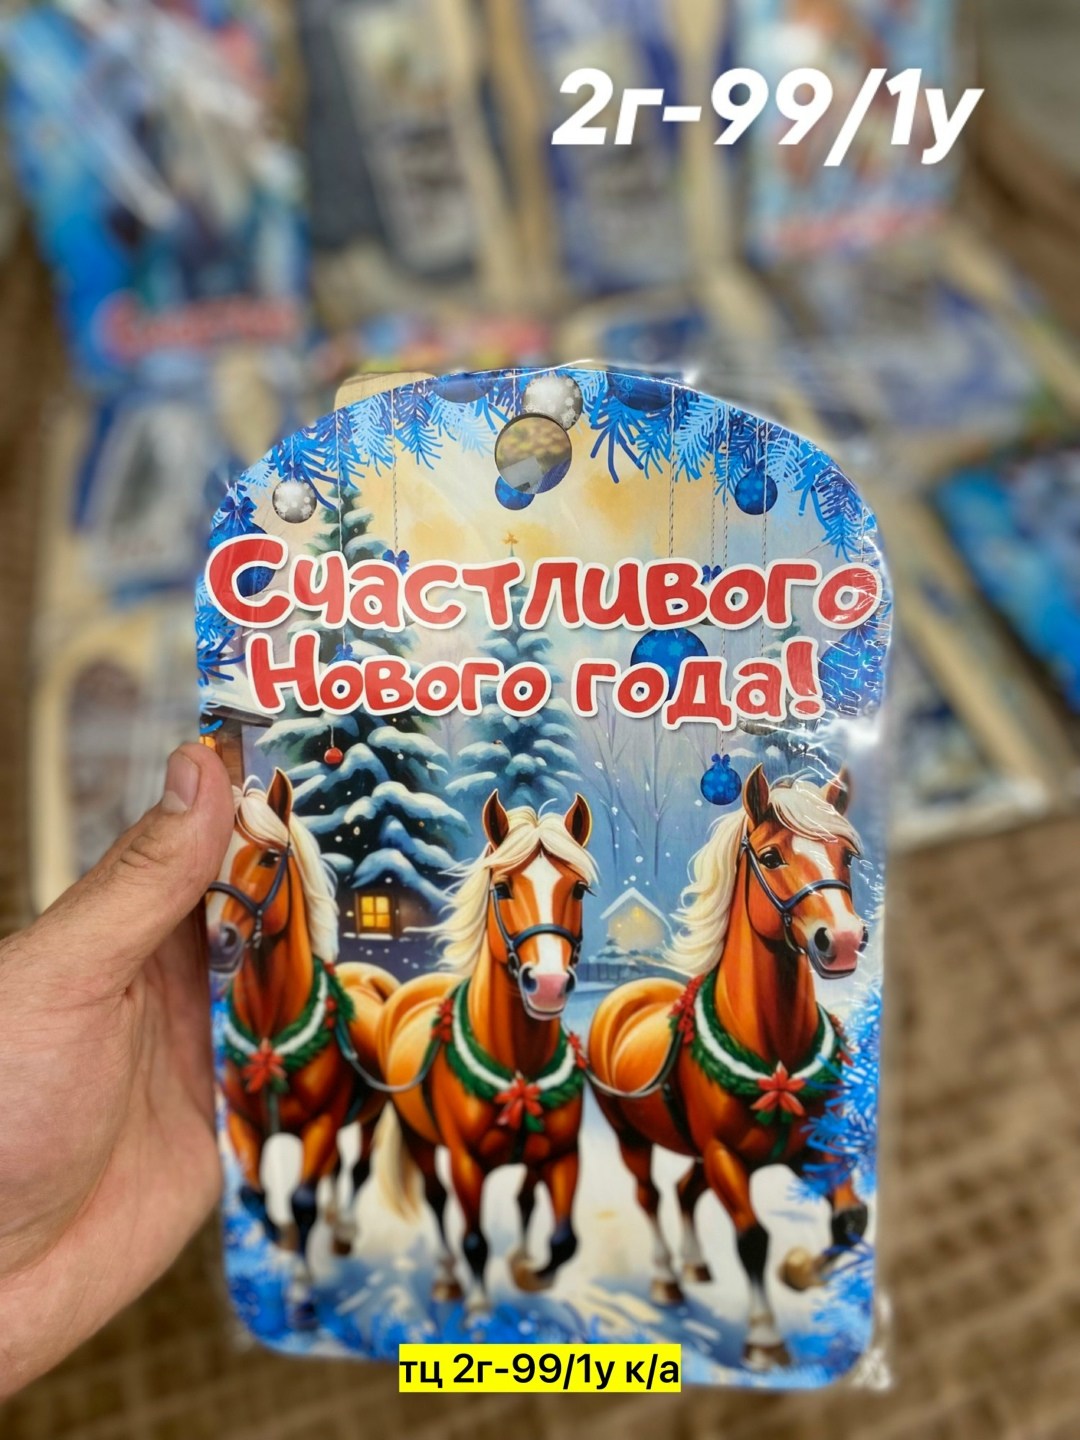 2г-99/1у
Счастливого
Нового года!
тц 2г-99/1у к/а